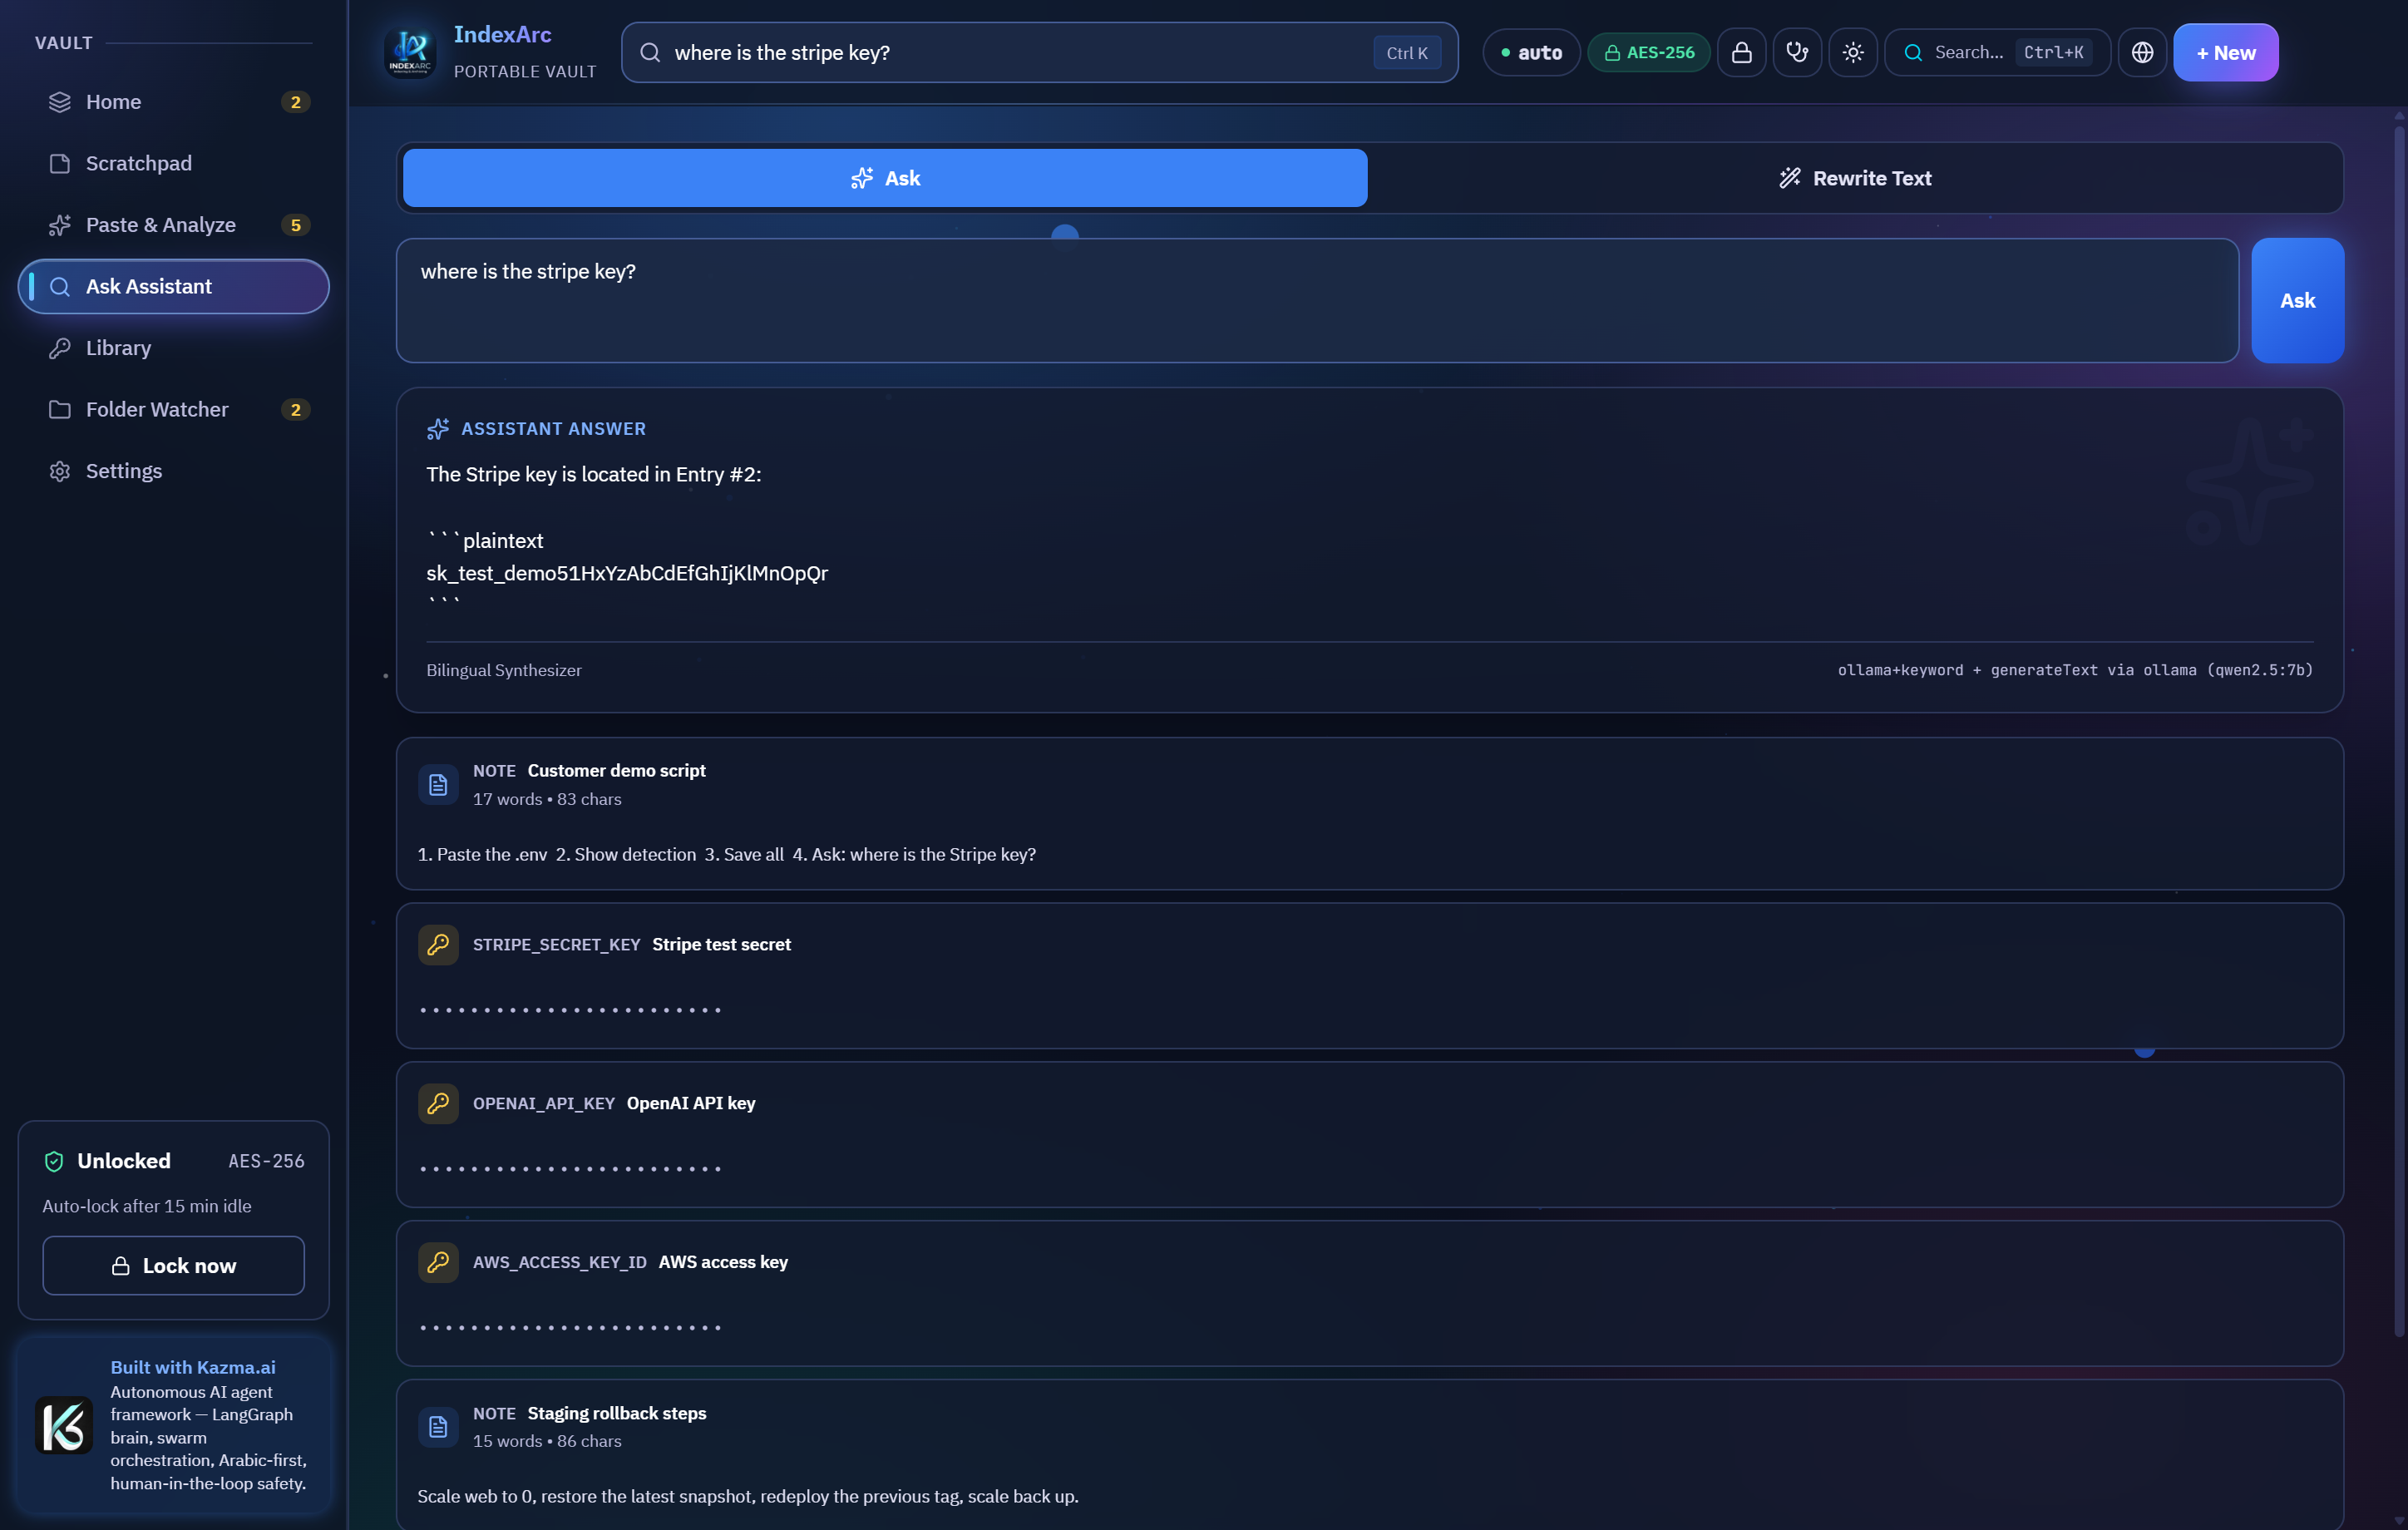 VAULT
Home 2
Scratchpad
Paste & Analyze 5
Ask Assistant
Library
Folder Watcher 2
Settings
Unlocked AES-256
Auto-lock after 15 min idle
Lock now
Built with Kazma.ai
Autonomous AI agent
framework — LangGraph
brain, swarm
orchestration, Arabic-first,
human-in-the-loop safety.
INDEXARC
IndexArc
PORTABLE VAULT
where is the stripe key? Ctrl K
auto
AES-256
Search... Ctrl+K
+ New
Ask
Rewrite Text
where is the stripe key?
Ask
ASSISTANT ANSWER
The Stripe key is located in Entry #2:
```plaintext
sk_test_demo51HxYzAbCdEfGhIjKlMnOpQr
```
Bilingual Synthesizer
ollama+keyword + generateText via ollama (qwen2.5:7b)
NOTE Customer demo script
17 words • 83 chars
1. Paste the .env 2. Show detection 3. Save all 4. Ask: where is the Stripe key?
STRIPE_SECRET_KEY Stripe test secret
••••••••••••••••••••••••
OPENAI_API_KEY OpenAI API key
••••••••••••••••••••••••
AWS_ACCESS_KEY_ID AWS access key
••••••••••••••••••••••••
NOTE Staging rollback steps
15 words • 86 chars
Scale web to 0, restore the latest snapshot, redeploy the previous tag, scale back up.